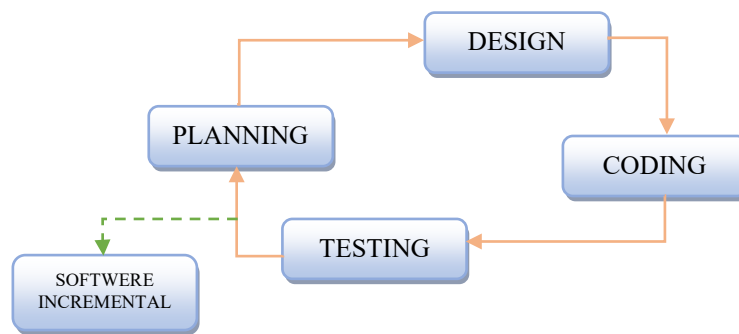 DESIGN
PLANNING
CODING
TESTING
SOFTWERE
INCREMENTAL